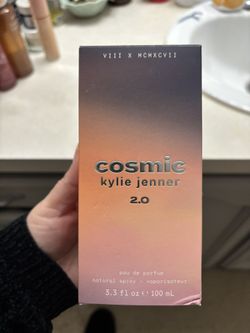 VIII X MCMXCVII
cosmic
kylie jenner
2.0
eau de parfum
natural spray - vaporisateur
3.3 fl oz e 100 mL